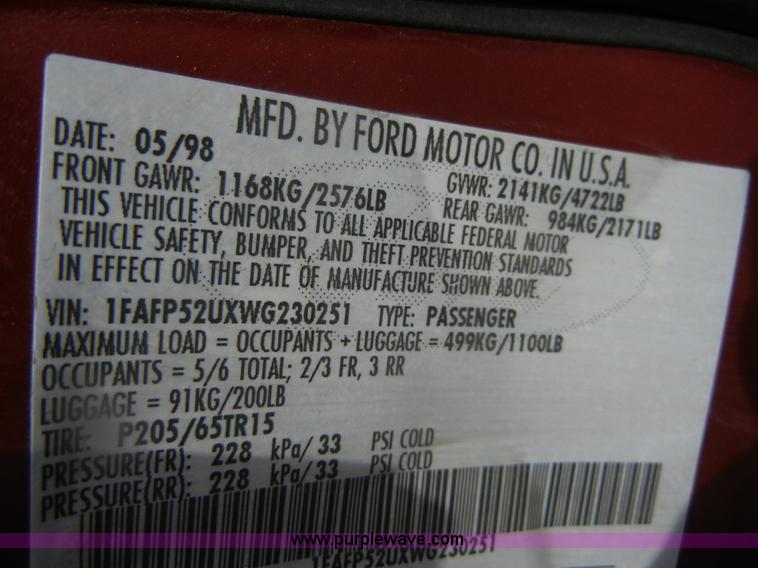 MFD. BY FORD MOTOR CO. IN U.S.A.
DATE: 05/98 GVWR: 2141KG/4722LB
FRONT GAWR: 1168KG/2576LB REAR GAWR: 984KG/2171LB
THIS VEHICLE CONFORMS TO ALL APPLICABLE FEDERAL MOTOR
VEHICLE SAFETY, BUMPER, AND THEFT PREVENTION STANDARDS
IN EFFECT ON THE DATE OF MANUFACTURE SHOWN ABOVE.
VIN: 1FAFP52UXWG230251 TYPE: PASSENGER
MAXIMUM LOAD = OCCUPANTS + LUGGAGE = 499KG/1100LB
OCCUPANTS = 5/6 TOTAL; 2/3 FR, 3 RR
LUGGAGE = 91KG/200LB
TIRE: P205/65TR15
PRESSURE(FR): 228 kPa/ 33 PSI COLD
PRESSURE(RR): 228 kPa/ 33 PSI COLD
www.purplewave.com
1FAFP52UXWG230251